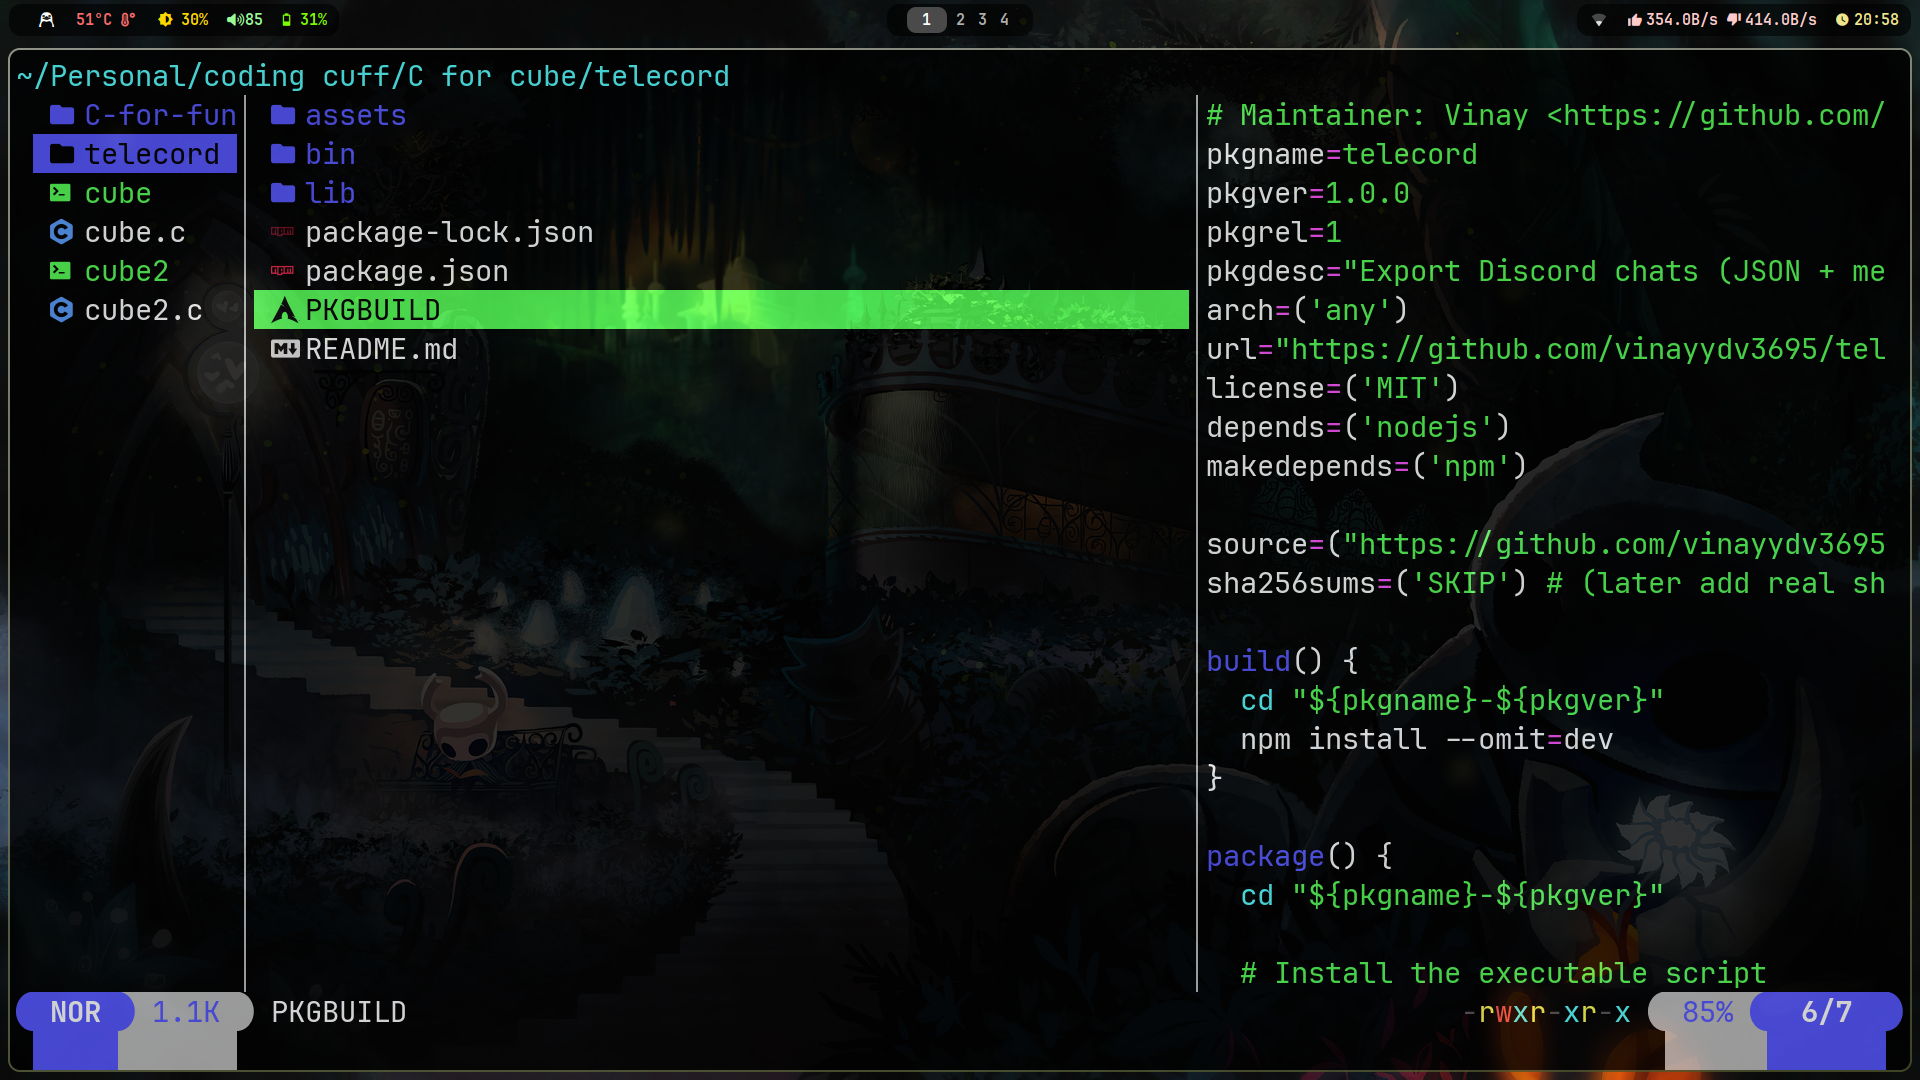 51°C 30% 85 31% 1 2 3 4 354.0B/s 414.0B/s 20:58
~/Personal/coding cuff/C for cube/telecord
C-for-fun
telecord
cube
cube.c
cube2
cube2.c
assets
bin
lib
package-lock.json
package.json
PKGBUILD
README.md
# Maintainer: Vinay <https://github.com/
pkgname=telecord
pkgver=1.0.0
pkgrel=1
pkgdesc="Export Discord chats (JSON + me
arch=('any')
url="https://github.com/vinayydv3695/tel
license=('MIT')
depends=('nodejs')
makedepends=('npm')
source=("https://github.com/vinayydv3695
sha256sums=('SKIP') # (later add real sh
build() {
cd "${pkgname}-${pkgver}"
npm install --omit=dev
}
package() {
cd "${pkgname}-${pkgver}"
# Install the executable script
NOR 1.1K PKGBUILD -rwxr-xr-x 85% 6/7